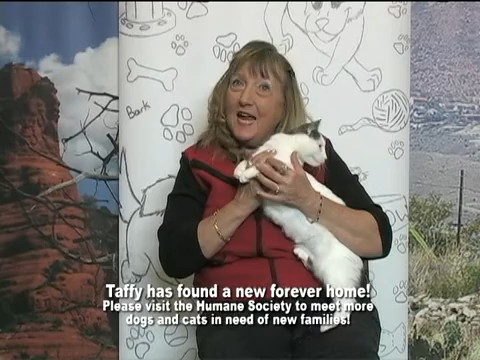 Bark
Taffy has found a new forever home!
Please visit the Humane Society to meet more
dogs and cats in need of new families!